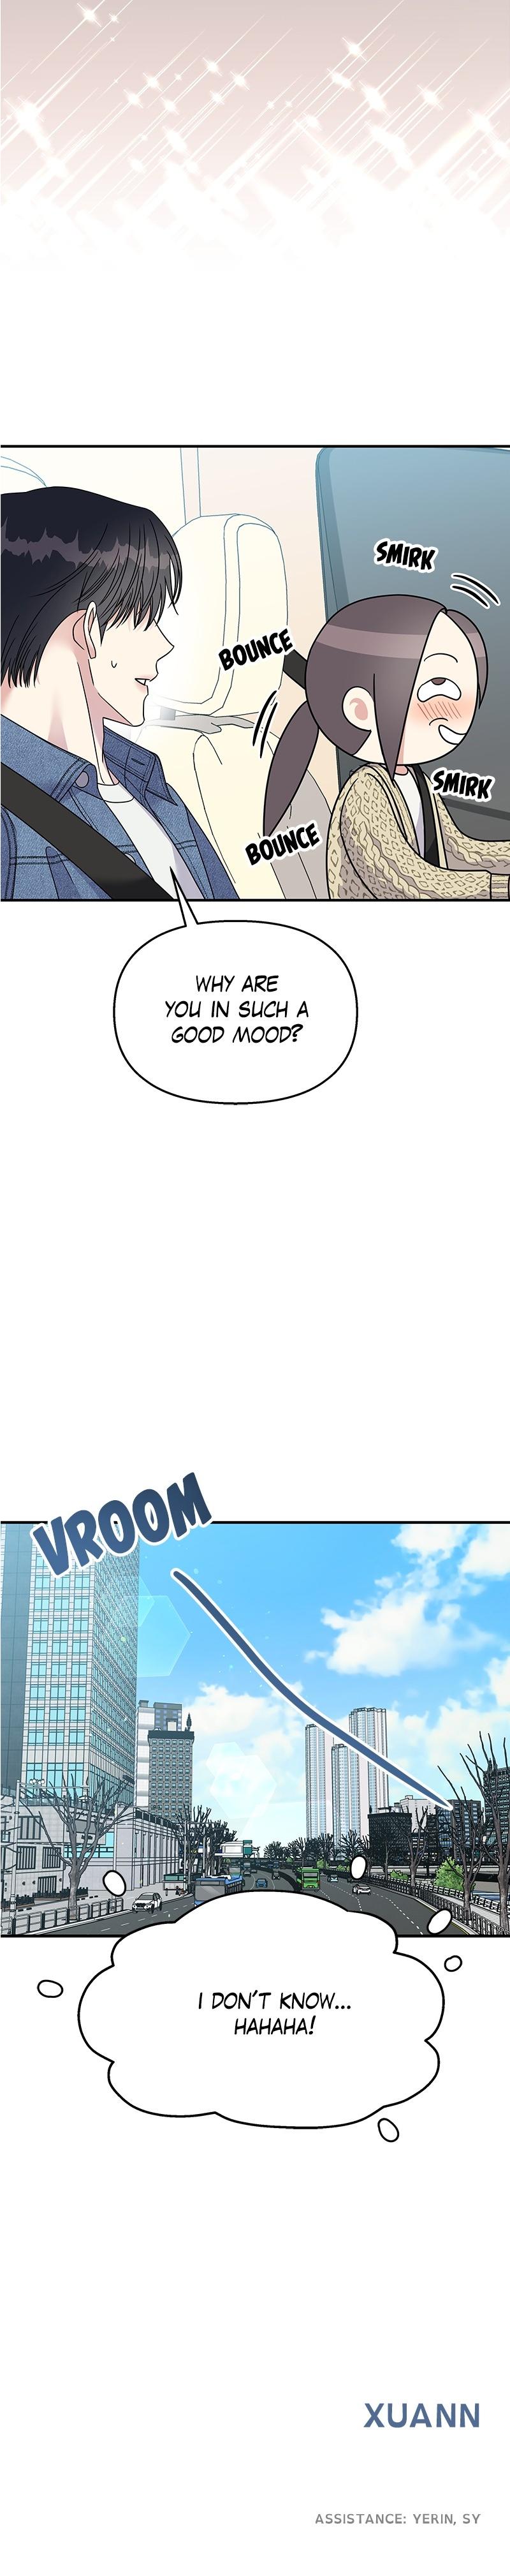 SMIRK
BOUNCE
SMIRK
BOUNCE
WHY ARE
YOU IN SUCH A
GOOD MOOD?
VROOM
I DON'T KNOW...
HAHAHA!
XUANN
ASSISTANCE: YERIN, SY